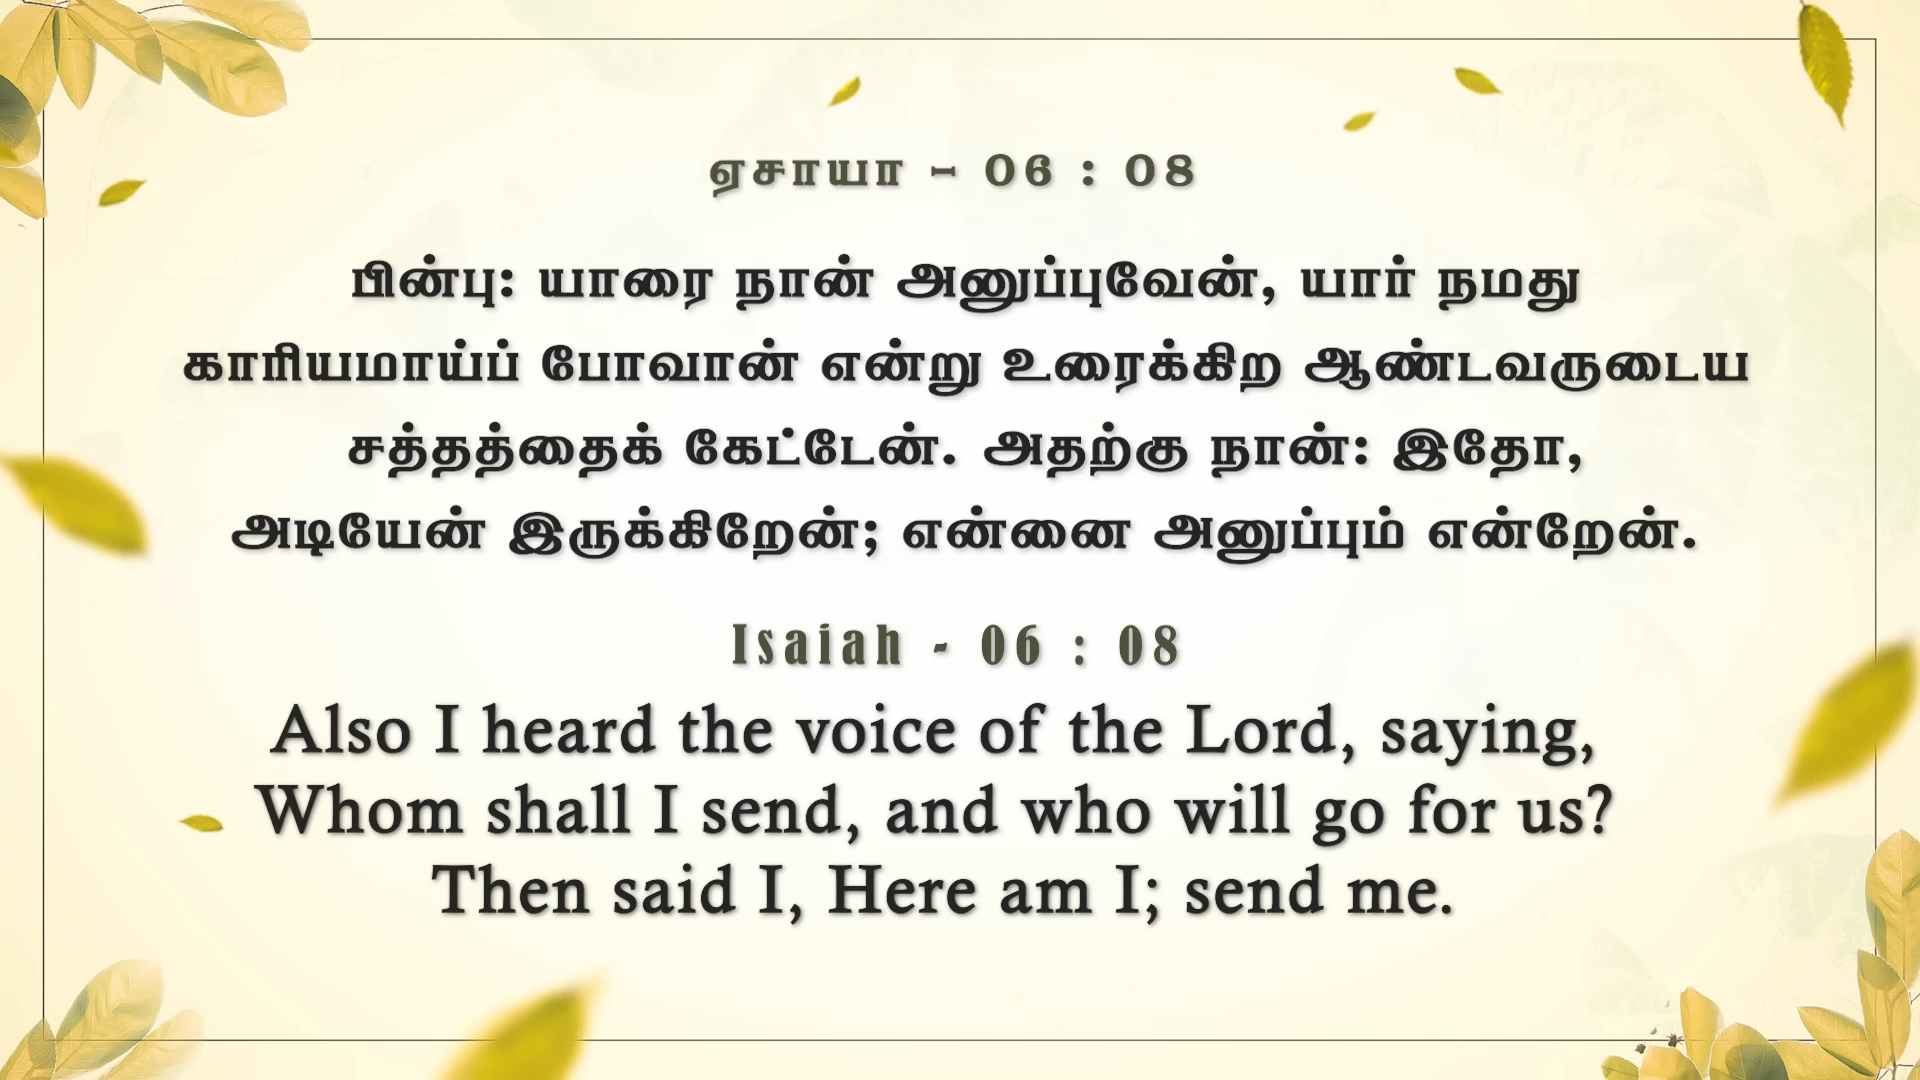 ஏசாயா - 06 : 08
பின்பு: யாரை நான் அனுப்புவேன், யார் நமது
காரியமாய்ப் போவான் என்று உரைக்கிற ஆண்டவருடைய
சத்தத்தைக் கேட்டேன். அதற்கு நான்: இதோ,
அடியேன் இருக்கிறேன்; என்னை அனுப்பும் என்றேன்.
Isaiah - 06 : 08
Also I heard the voice of the Lord, saying,
Whom shall I send, and who will go for us?
Then said I, Here am I; send me.